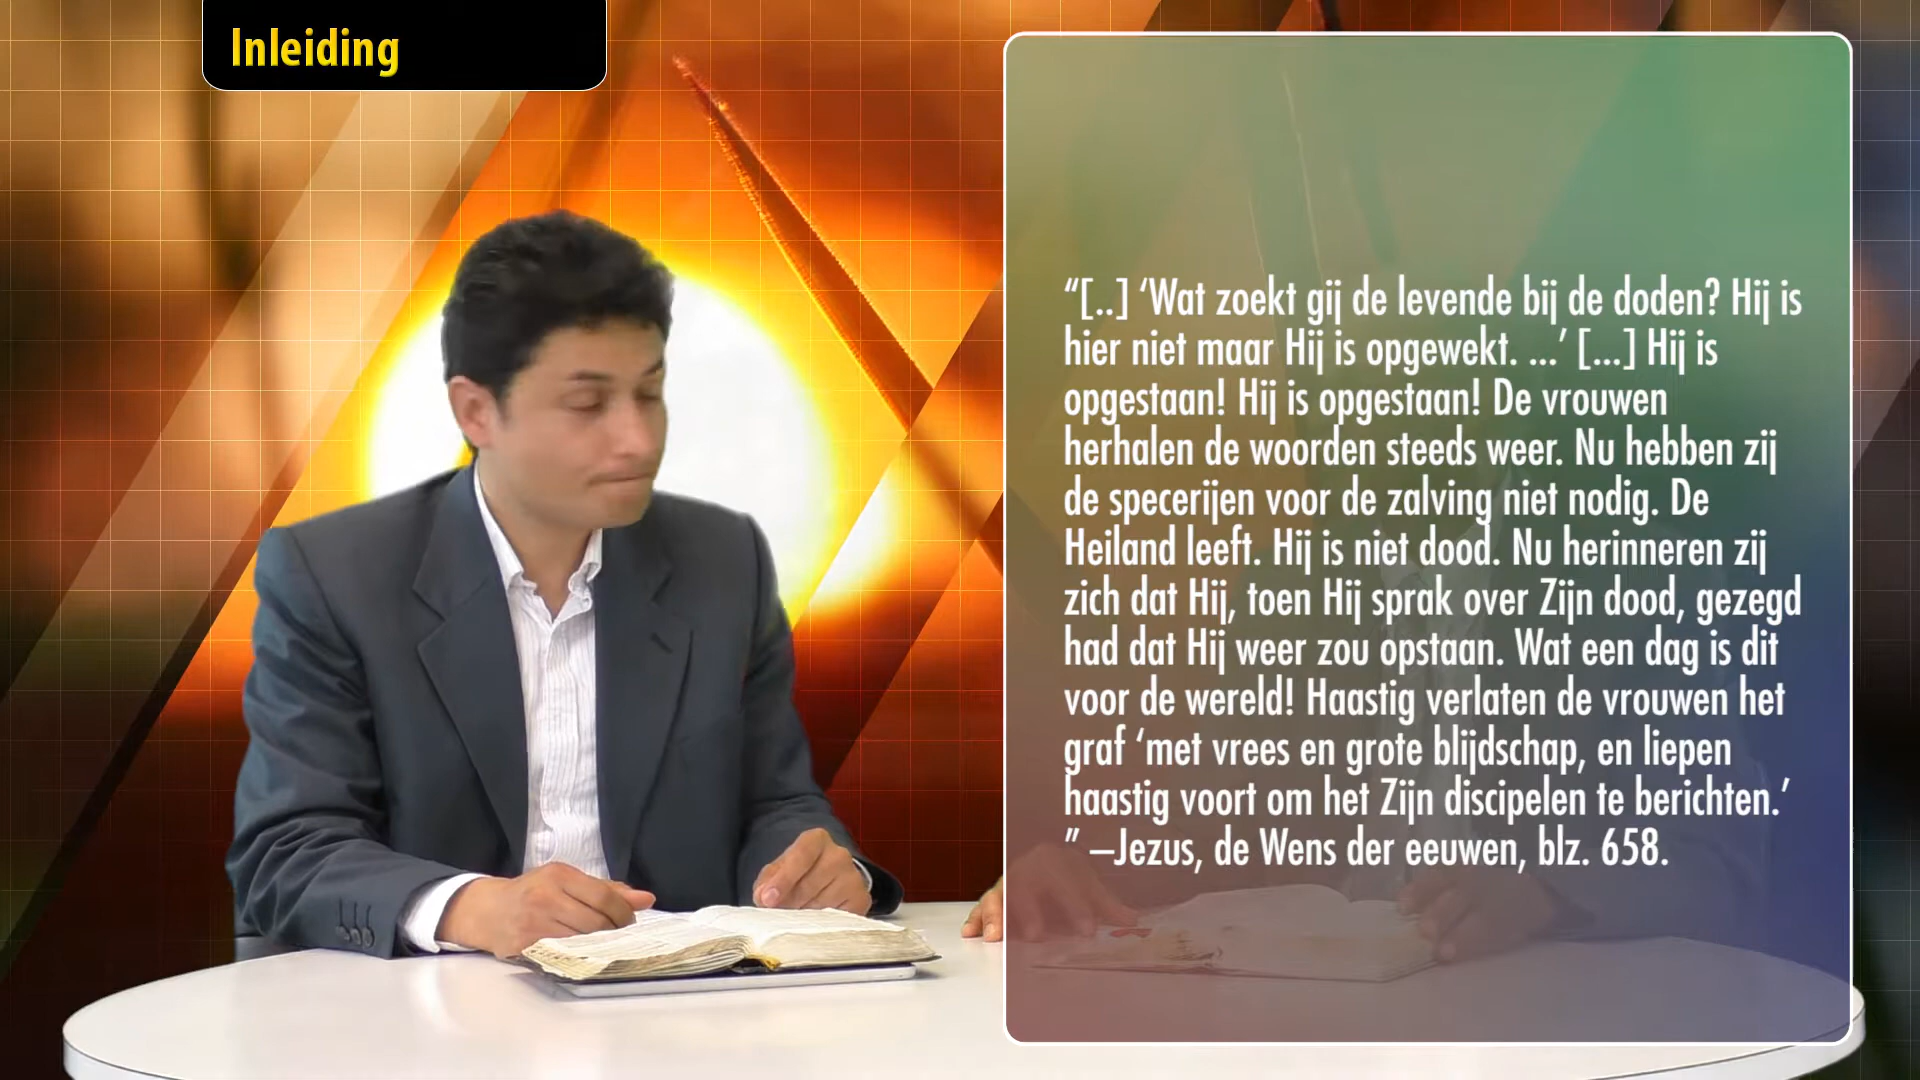 Inleiding
“[..] ‘Wat zoekt gij de levende bij de doden? Hij is
hier niet maar Hij is opgewekt. ...’ [...] Hij is
opgestaan! Hij is opgestaan! De vrouwen
herhalen de woorden steeds weer. Nu hebben zij
de specerijen voor de zalving niet nodig. De
Heiland leeft. Hij is niet dood. Nu herinneren zij
zich dat Hij, toen Hij sprak over Zijn dood, gezegd
had dat Hij weer zou opstaan. Wat een dag is dit
voor de wereld! Haastig verlaten de vrouwen het
graf ‘met vrees en grote blijdschap, en liepen
haastig voort om het Zijn discipelen te berichten.’
” –Jezus, de Wens der eeuwen, blz. 658.